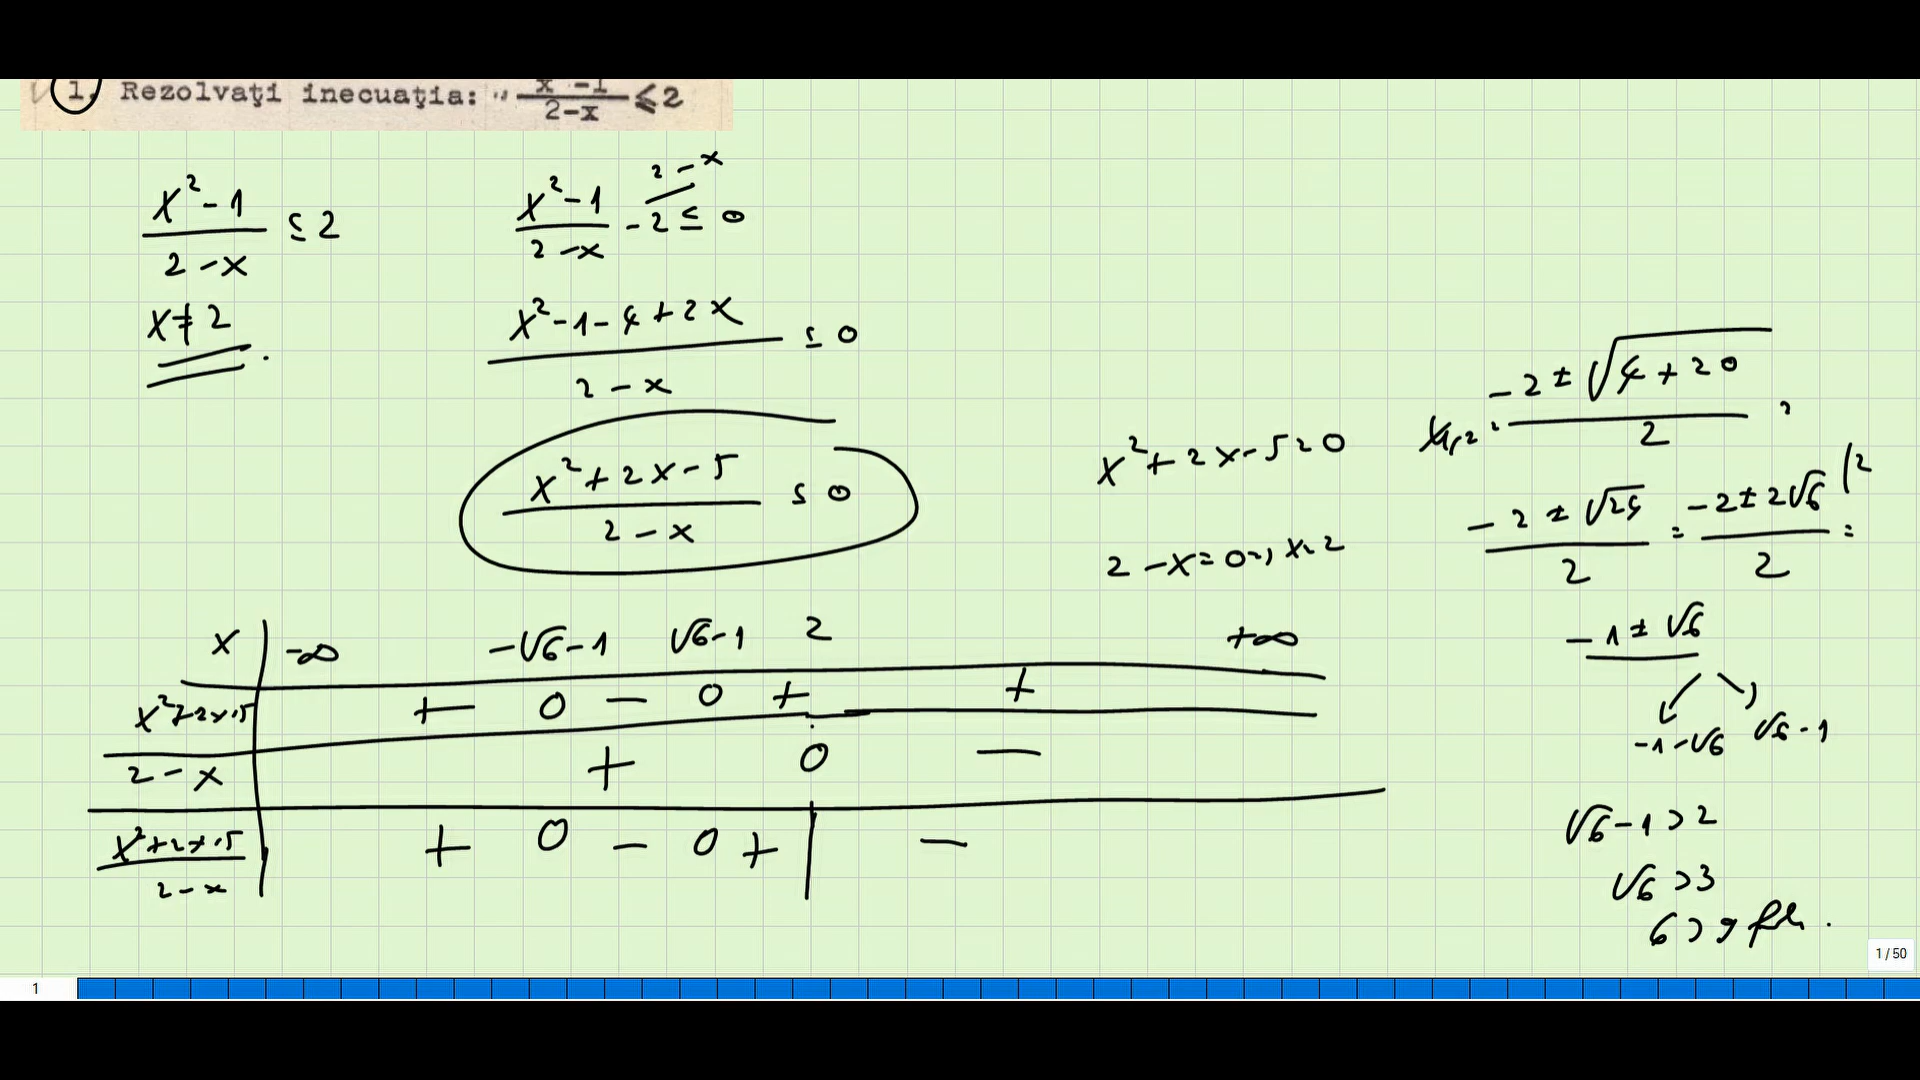 1. Rezolvaţi inecuaţia: " x -1 / 2-x ≤ 2
x² - 1 / 2 - x ≤ 2
x ≠ 2
2 - x
x² - 1 / 2 - x - 2 ≤ 0
x² - 1 - 4 + 2x / 2 - x ≤ 0
x² + 2x - 5 / 2 - x ≤ 0
x² + 2x - 5 = 0
2 - x = 0 => x = 2
x1,2 = -2 ± √4 + 20 / 2 =
-2 ± √24 / 2 = -2 ± 2√6 / 2 =
(2
-1 ± √6
-1 - √6 √6 - 1
√6 - 1 > 2
√6 > 3
6 > 9 fals.
x -∞ -√6 - 1 √6 - 1 2 +∞
x² + 2x - 5 + 0 - 0 + +
2 - x + 0 -
x² + 2x - 5 / 2 - x + 0 - 0 + | -
1 / 50
1